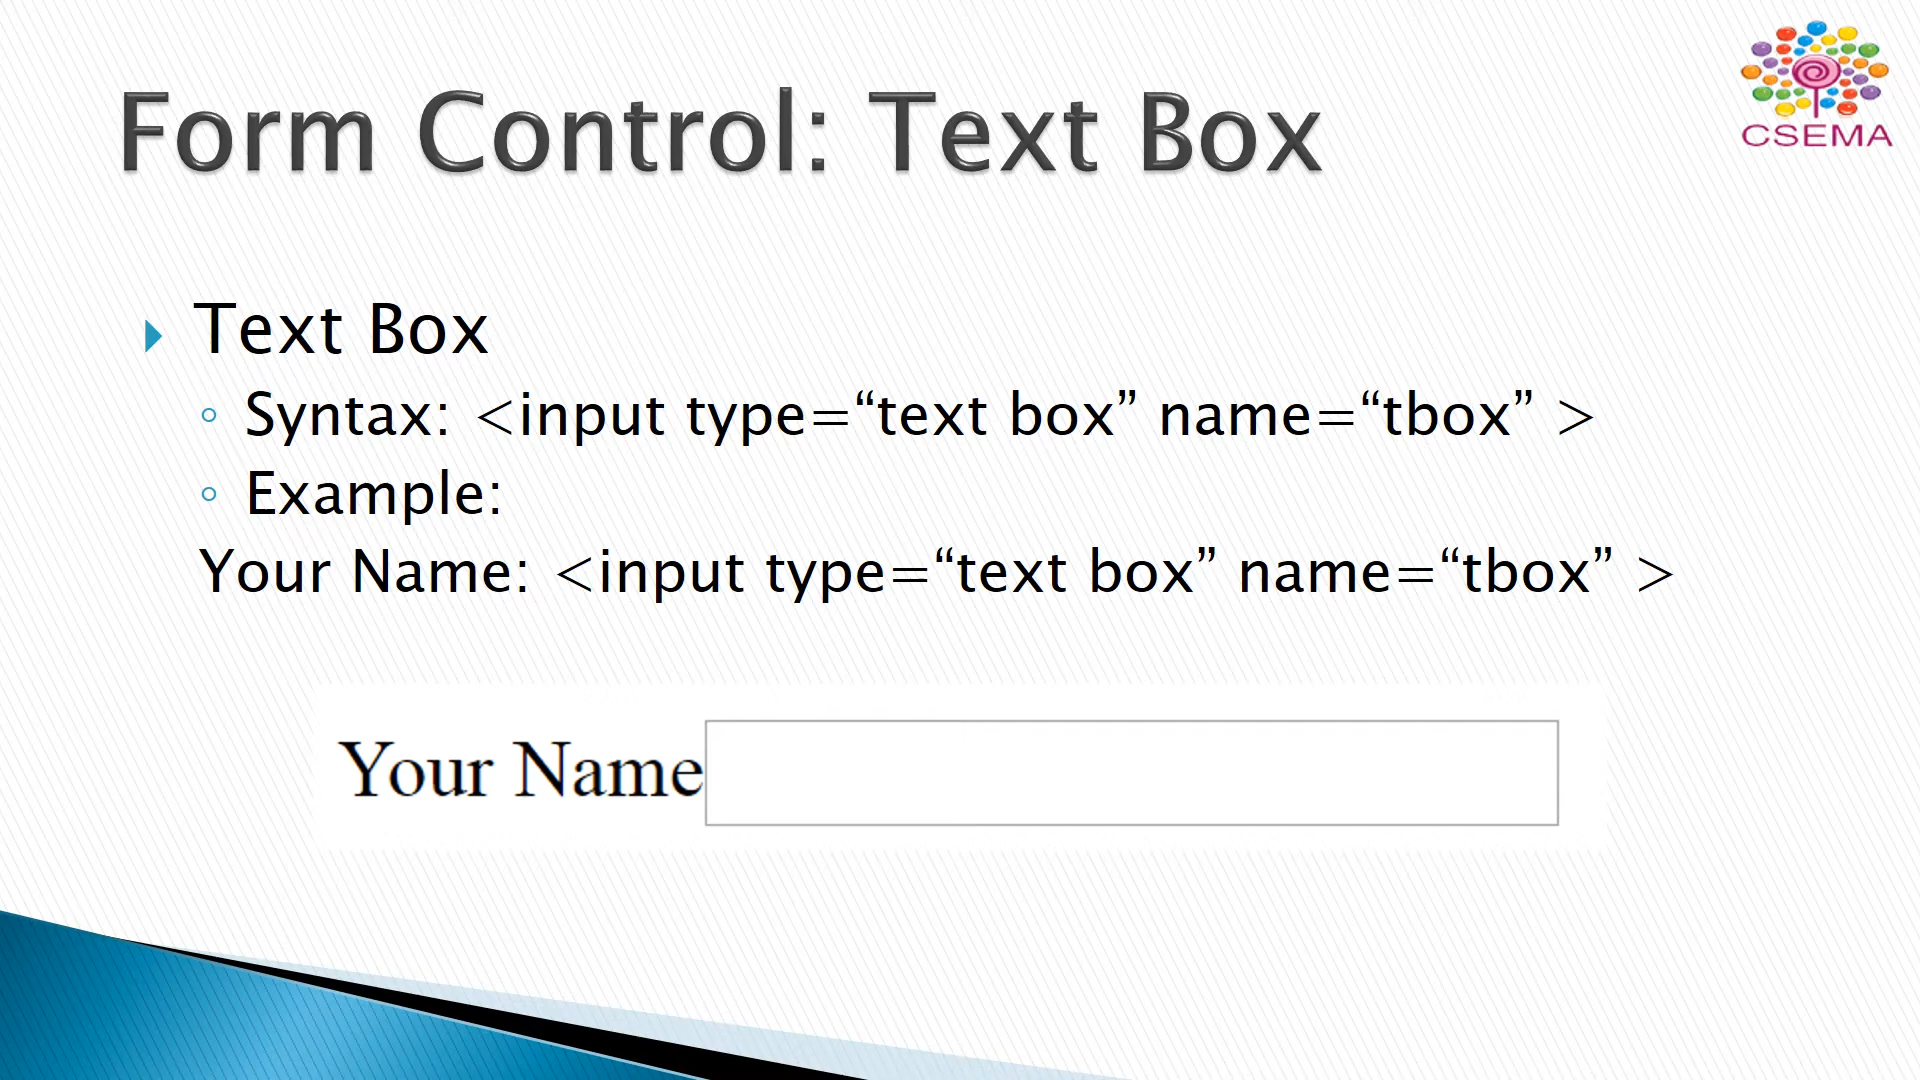 CSEMA
Form Control: Text Box
Text Box
Syntax: <input type=“text box” name=“tbox” >
Example:
Your Name: <input type=“text box” name=“tbox” >
Your Name